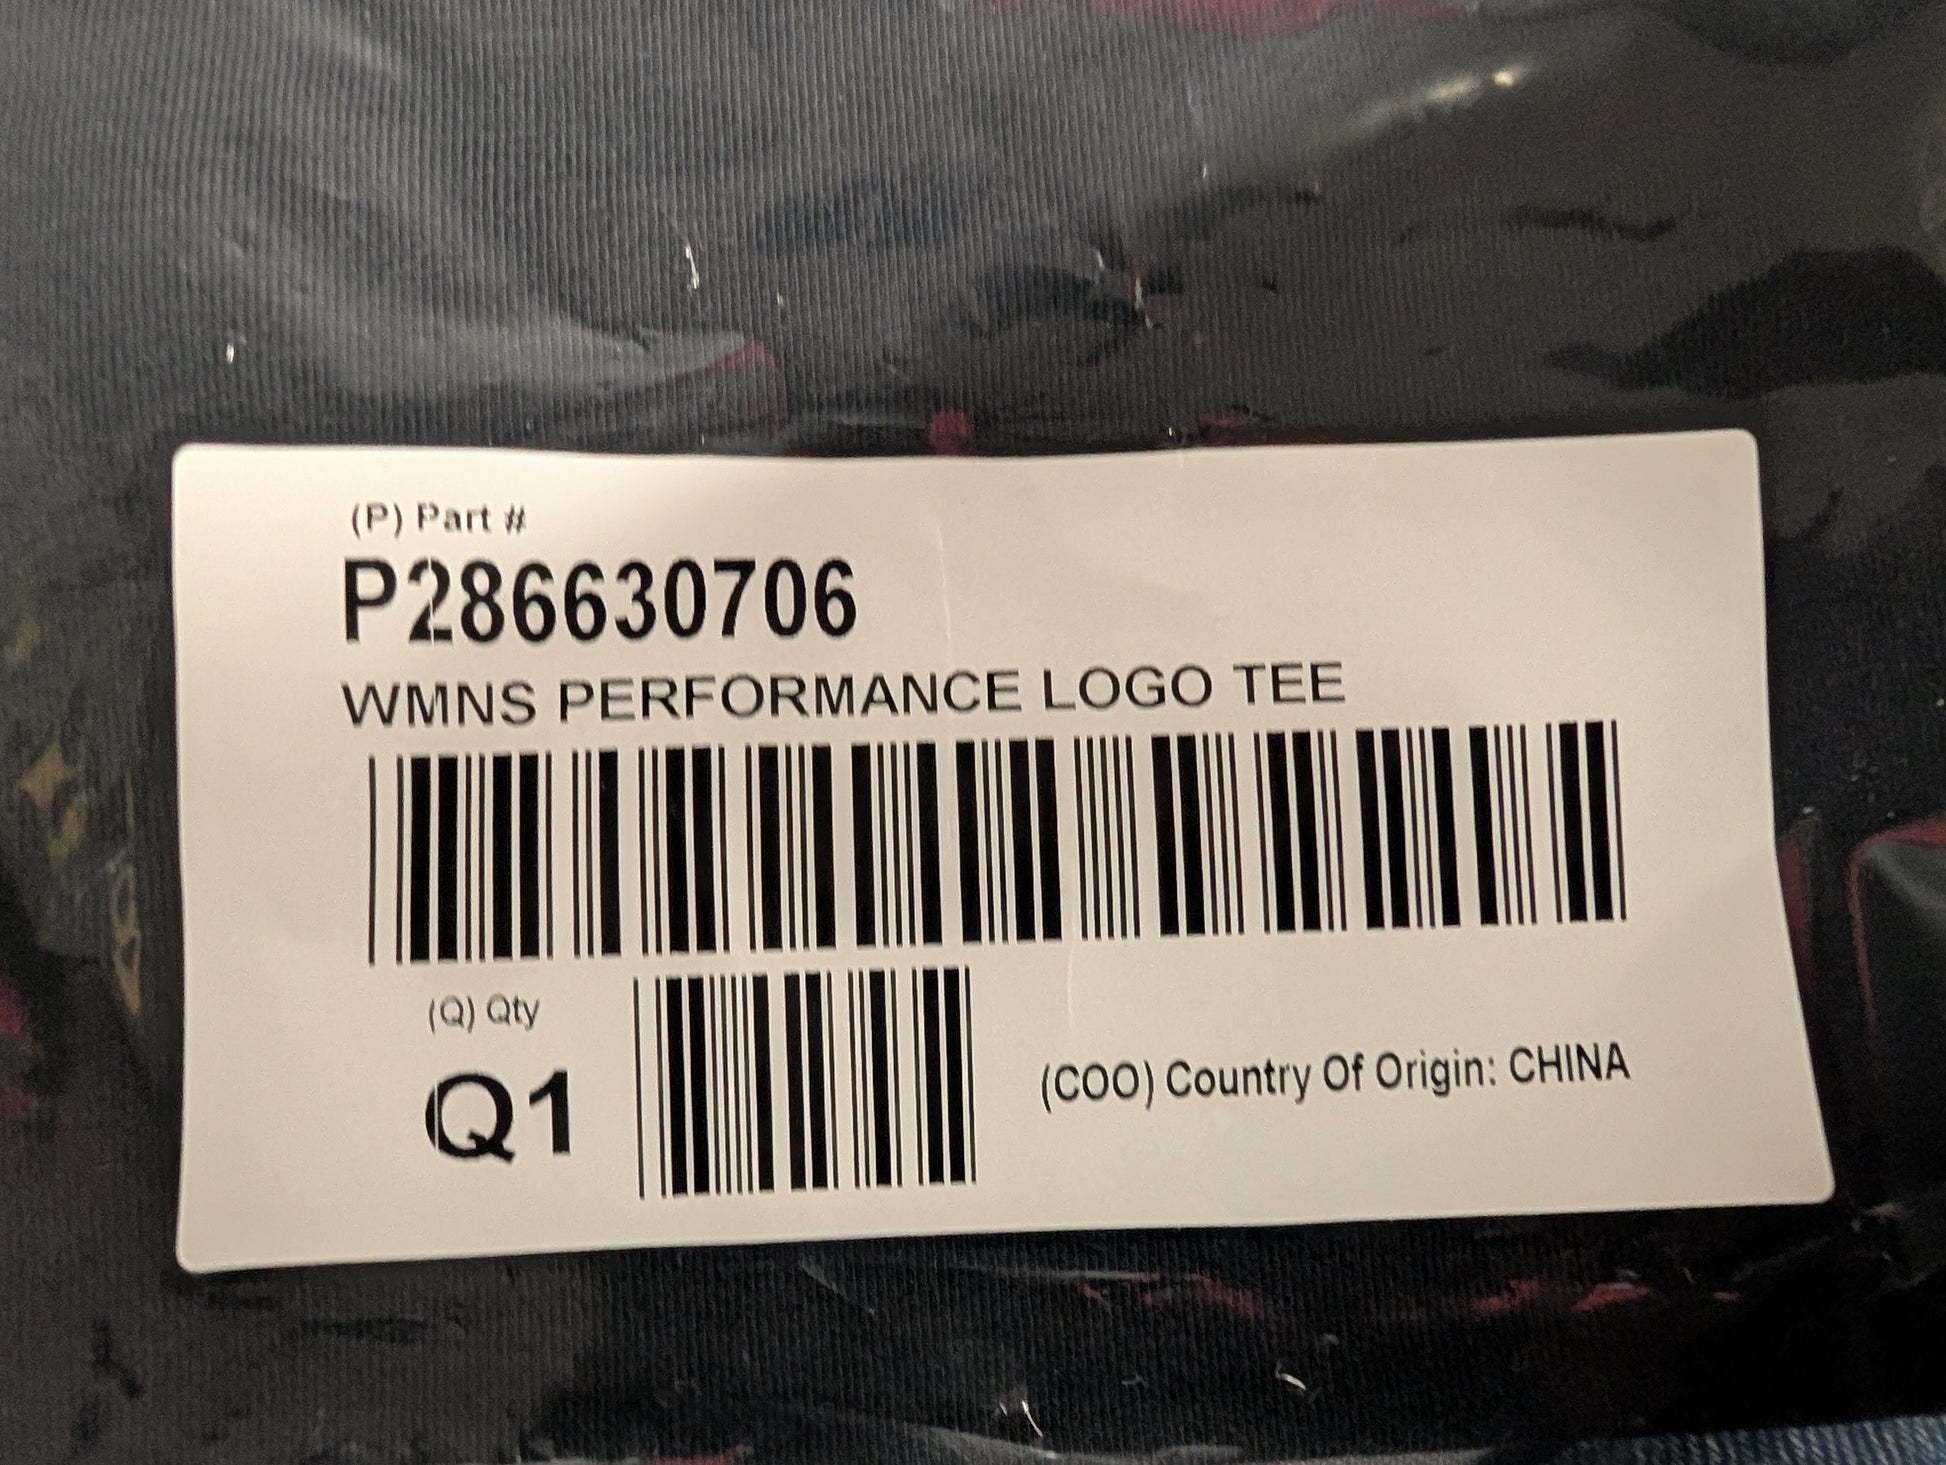 (P) Part #
P286630706
WMNS PERFORMANCE LOGO TEE
(Q) Qty
Q1
(COO) Country Of Origin: CHINA